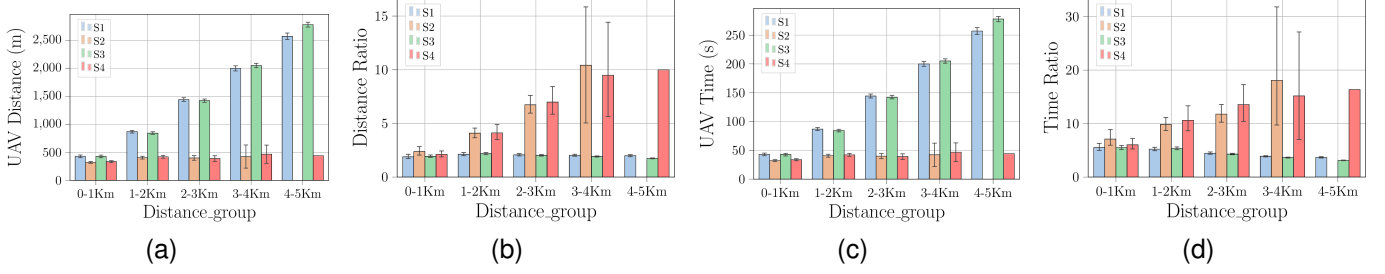 UAV Distance (m)
2,500
2,000
1,500
1,000
500
0
S1
S2
S3
S4
0-1Km 1-2Km 2-3Km 3-4Km 4-5Km
Distance_group
(a)
Distance Ratio
15
10
5
0
S1
S2
S3
S4
0-1Km 1-2Km 2-3Km 3-4Km 4-5Km
Distance_group
(b)
UAV Time (s)
250
200
150
100
50
0
S1
S2
S3
S4
0-1Km 1-2Km 2-3Km 3-4Km 4-5Km
Distance_group
(c)
Time Ratio
30
20
10
0
S1
S2
S3
S4
0-1Km 1-2Km 2-3Km 3-4Km 4-5Km
Distance_group
(d)